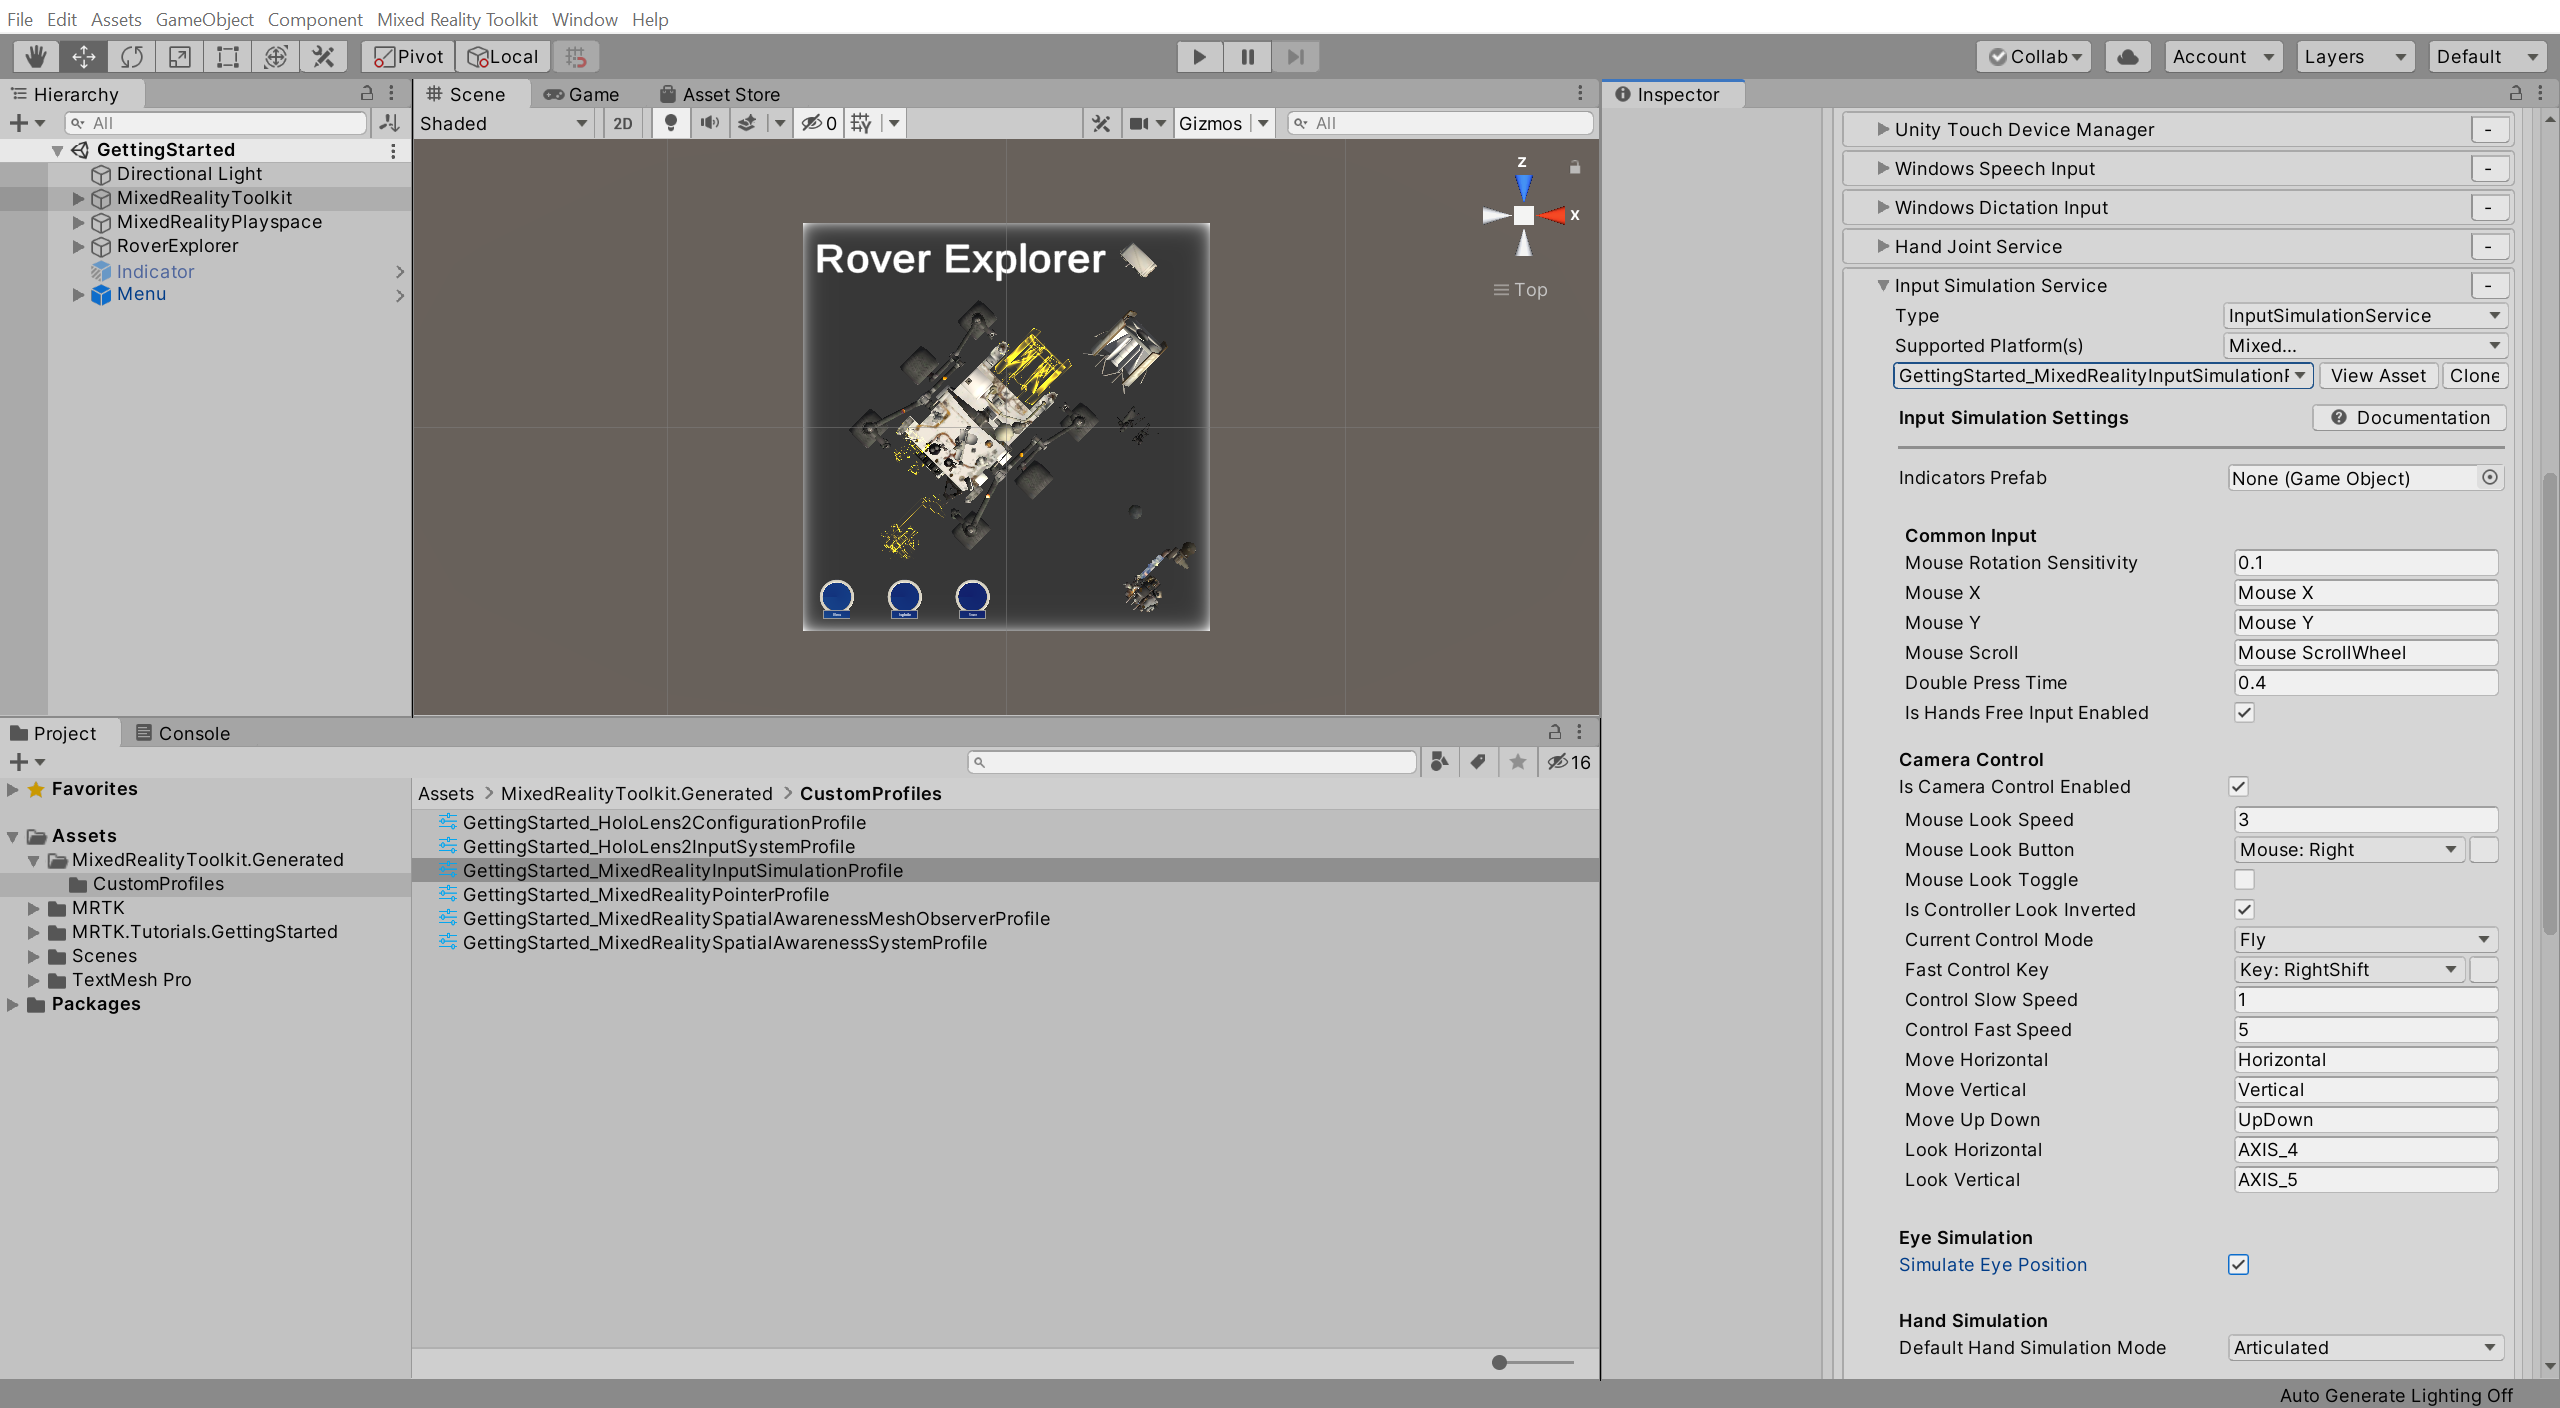 File Edit Assets GameObject Component Mixed Reality Toolkit Window Help
Pivot Local
Collab Account Layers Default
Hierarchy
All
GettingStarted
Directional Light
MixedRealityToolkit
MixedRealityPlayspace
RoverExplorer
Indicator
Menu
Scene Game Asset Store
Shaded 2D 0 Gizmos All
Z
X
Top
Rover Explorer
Project Console
16
Favorites
Assets
MixedRealityToolkit.Generated
CustomProfiles
MRTK
MRTK.Tutorials.GettingStarted
Scenes
TextMesh Pro
Packages
Assets > MixedRealityToolkit.Generated > CustomProfiles
GettingStarted_HoloLens2ConfigurationProfile
GettingStarted_HoloLens2InputSystemProfile
GettingStarted_MixedRealityInputSimulationProfile
GettingStarted_MixedRealityPointerProfile
GettingStarted_MixedRealitySpatialAwarenessMeshObserverProfile
GettingStarted_MixedRealitySpatialAwarenessSystemProfile
Inspector
Unity Touch Device Manager -
Windows Speech Input -
Windows Dictation Input -
Hand Joint Service -
Input Simulation Service -
Type InputSimulationService
Supported Platform(s) Mixed...
GettingStarted_MixedRealityInputSimulationP View Asset Clone
Input Simulation Settings Documentation
Indicators Prefab None (Game Object)
Common Input
Mouse Rotation Sensitivity 0.1
Mouse X Mouse X
Mouse Y Mouse Y
Mouse Scroll Mouse ScrollWheel
Double Press Time 0.4
Is Hands Free Input Enabled
Camera Control
Is Camera Control Enabled
Mouse Look Speed 3
Mouse Look Button Mouse: Right
Mouse Look Toggle
Is Controller Look Inverted
Current Control Mode Fly
Fast Control Key Key: RightShift
Control Slow Speed 1
Control Fast Speed 5
Move Horizontal Horizontal
Move Vertical Vertical
Move Up Down UpDown
Look Horizontal AXIS_4
Look Vertical AXIS_5
Eye Simulation
Simulate Eye Position
Hand Simulation
Default Hand Simulation Mode Articulated
Auto Generate Lighting Off